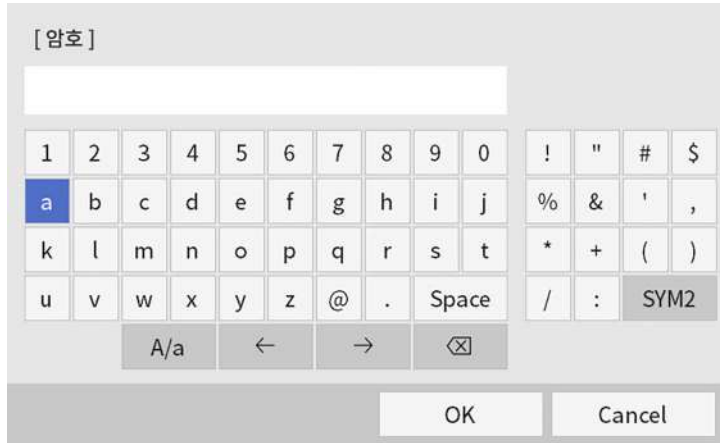 [ 암호 ]
1 2 3 4 5 6 7 8 9 0 ! " # $
a b c d e f g h i j % & ' ,
k l m n o p q r s t * + ( )
u v w x y z @ . Space / : SYM2
A/a ← → ⌫
OK Cancel